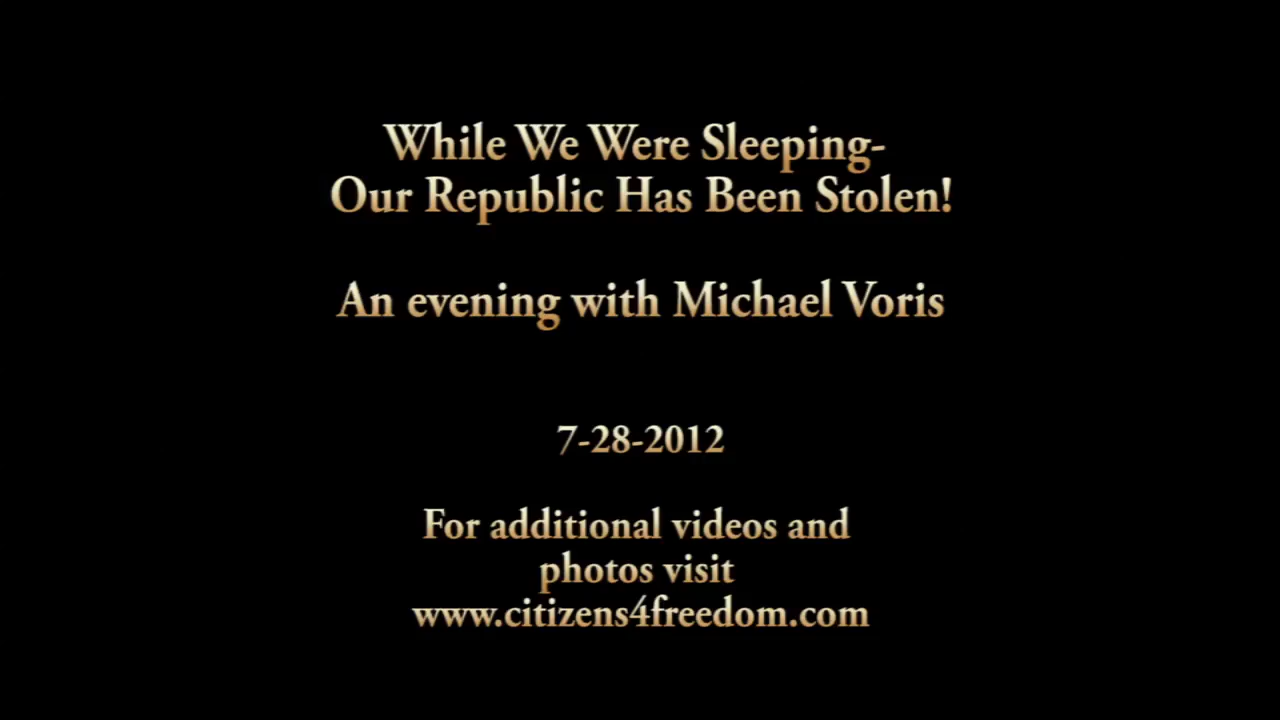 While We Were Sleeping-
Our Republic Has Been Stolen!
An evening with Michael Voris
7-28-2012
For additional videos and
photos visit
www.citizens4freedom.com